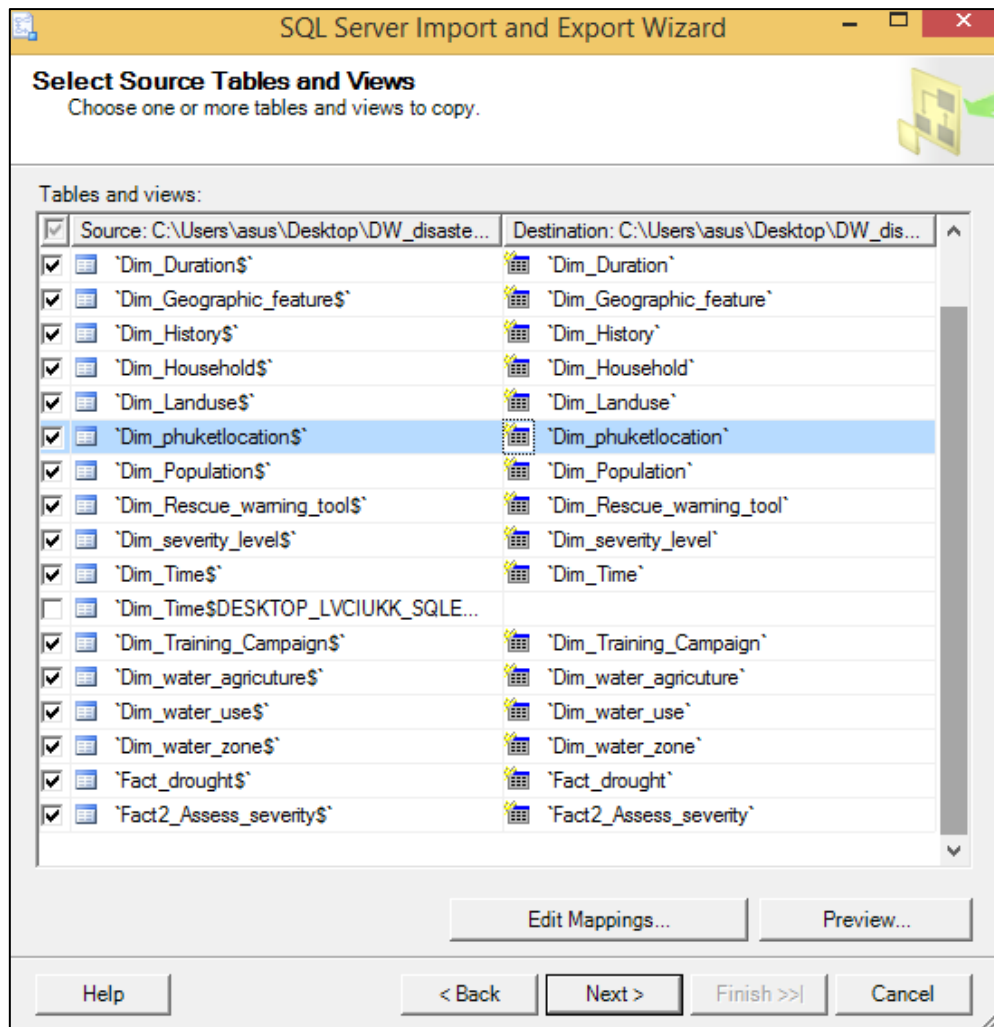 SQL Server Import and Export Wizard
Select Source Tables and Views
Choose one or more tables and views to copy.
Tables and views:
Source: C:\Users\asus\Desktop\DW_disaste... Destination: C:\Users\asus\Desktop\DW_dis...
`Dim_Duration$` `Dim_Duration`
`Dim_Geographic_feature$` `Dim_Geographic_feature`
`Dim_History$` `Dim_History`
`Dim_Household$` `Dim_Household`
`Dim_Landuse$` `Dim_Landuse`
`Dim_phuketlocation$` `Dim_phuketlocation`
`Dim_Population$` `Dim_Population`
`Dim_Rescue_warning_tool$` `Dim_Rescue_warning_tool`
`Dim_severity_level$` `Dim_severity_level`
`Dim_Time$` `Dim_Time`
`Dim_Time$DESKTOP_LVCIUKK_SQLE...
`Dim_Training_Campaign$` `Dim_Training_Campaign`
`Dim_water_agricuture$` `Dim_water_agricuture`
`Dim_water_use$` `Dim_water_use`
`Dim_water_zone$` `Dim_water_zone`
`Fact_drought$` `Fact_drought`
`Fact2_Assess_severity$` `Fact2_Assess_severity`
Edit Mappings... Preview...
Help < Back Next > Finish >>| Cancel